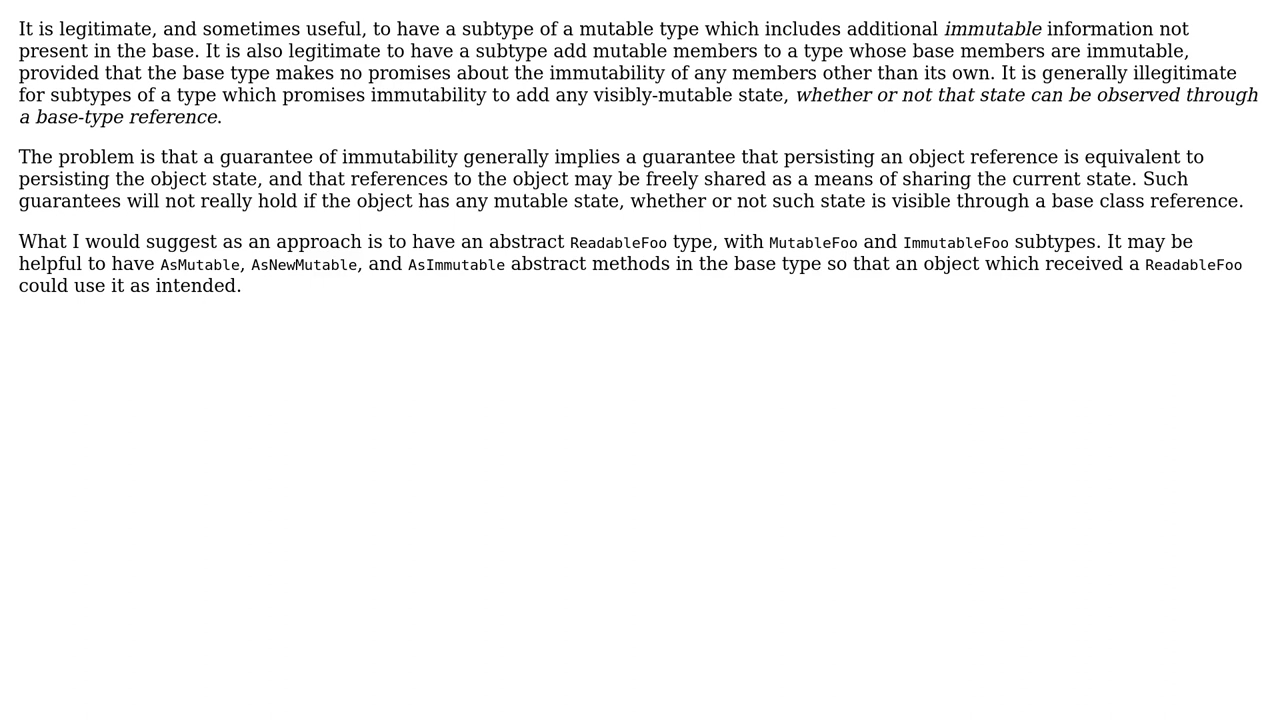 It is legitimate, and sometimes useful, to have a subtype of a mutable type which includes additional immutable information not
present in the base. It is also legitimate to have a subtype add mutable members to a type whose base members are immutable,
provided that the base type makes no promises about the immutability of any members other than its own. It is generally illegitimate
for subtypes of a type which promises immutability to add any visibly-mutable state, whether or not that state can be observed through
a base-type reference.
The problem is that a guarantee of immutability generally implies a guarantee that persisting an object reference is equivalent to
persisting the object state, and that references to the object may be freely shared as a means of sharing the current state. Such
guarantees will not really hold if the object has any mutable state, whether or not such state is visible through a base class reference.
What I would suggest as an approach is to have an abstract ReadableFoo type, with MutableFoo and ImmutableFoo subtypes. It may be
helpful to have AsMutable, AsNewMutable, and AsImmutable abstract methods in the base type so that an object which received a ReadableFoo
could use it as intended.